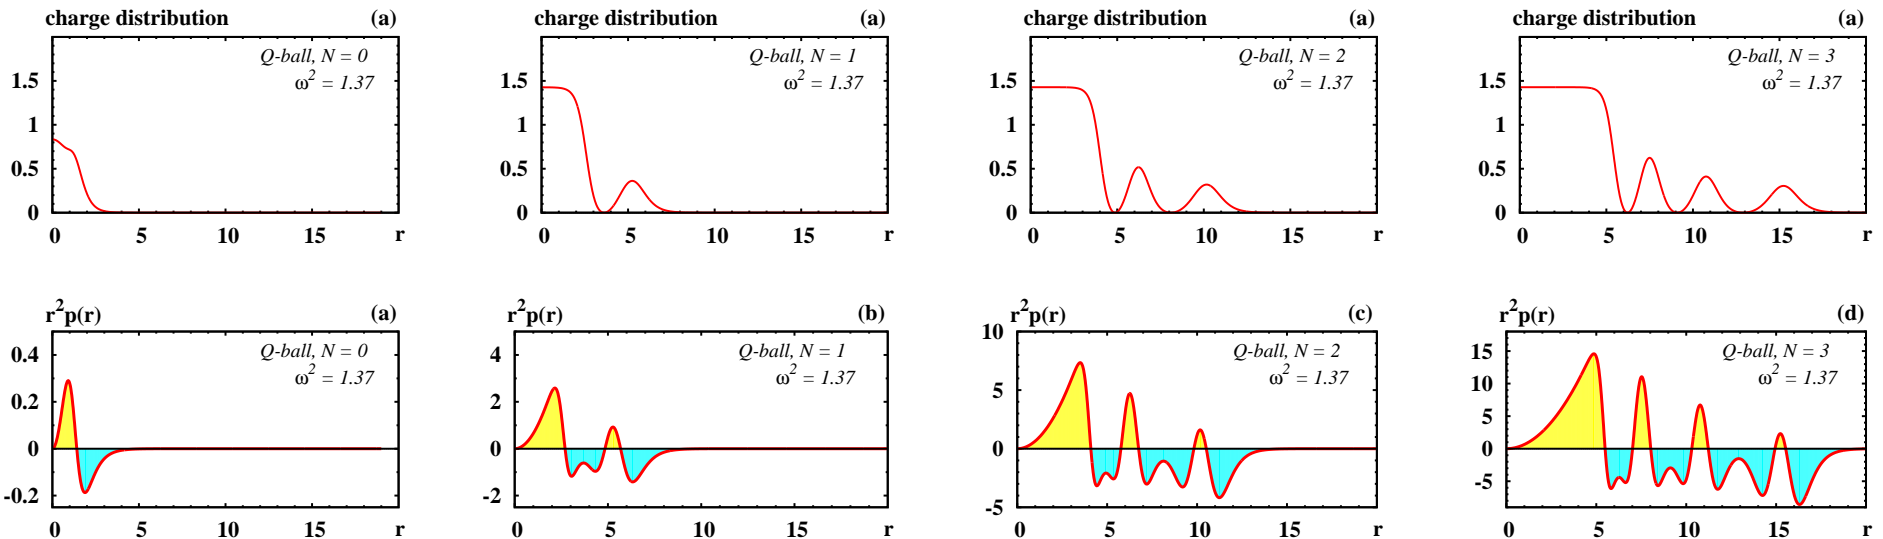 charge distribution (a)
Q-ball, N = 0
ω² = 1.37
1.5
1
0.5
0
0 5 10 15 r
charge distribution (a)
Q-ball, N = 1
ω² = 1.37
1.5
1
0.5
0
0 5 10 15 r
charge distribution (a)
Q-ball, N = 2
ω² = 1.37
1.5
1
0.5
0
0 5 10 15 r
charge distribution (a)
Q-ball, N = 3
ω² = 1.37
1.5
1
0.5
0
0 5 10 15 r
r²p(r) (a)
Q-ball, N = 0
ω² = 1.37
0.4
0.2
0
-0.2
0 5 10 15 r
r²p(r) (b)
Q-ball, N = 1
ω² = 1.37
4
2
0
-2
0 5 10 15 r
r²p(r) (c)
Q-ball, N = 2
ω² = 1.37
10
5
0
-5
0 5 10 15 r
r²p(r) (d)
Q-ball, N = 3
ω² = 1.37
15
10
5
0
-5
0 5 10 15 r